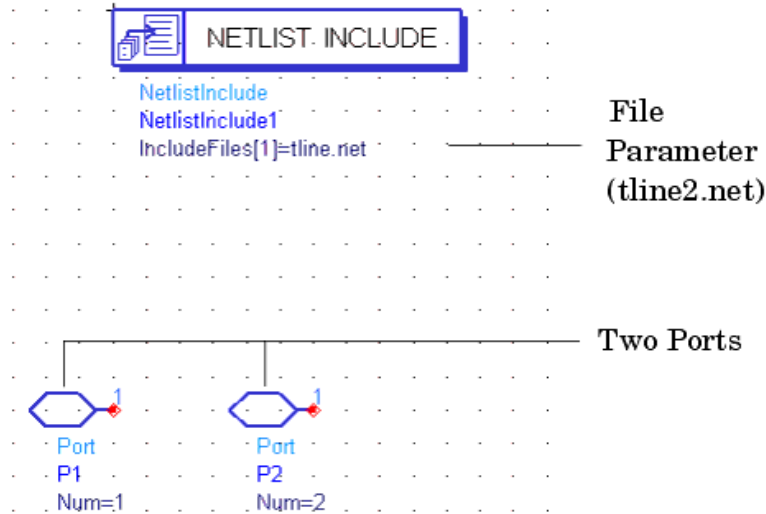 NETLIST INCLUDE
NetlistInclude
NetlistInclude1
IncludeFiles[1]=tline.net
File
Parameter
(tline2.net)
Two Ports
1
1
Port
Port
P1
P2
Num=1
Num=2